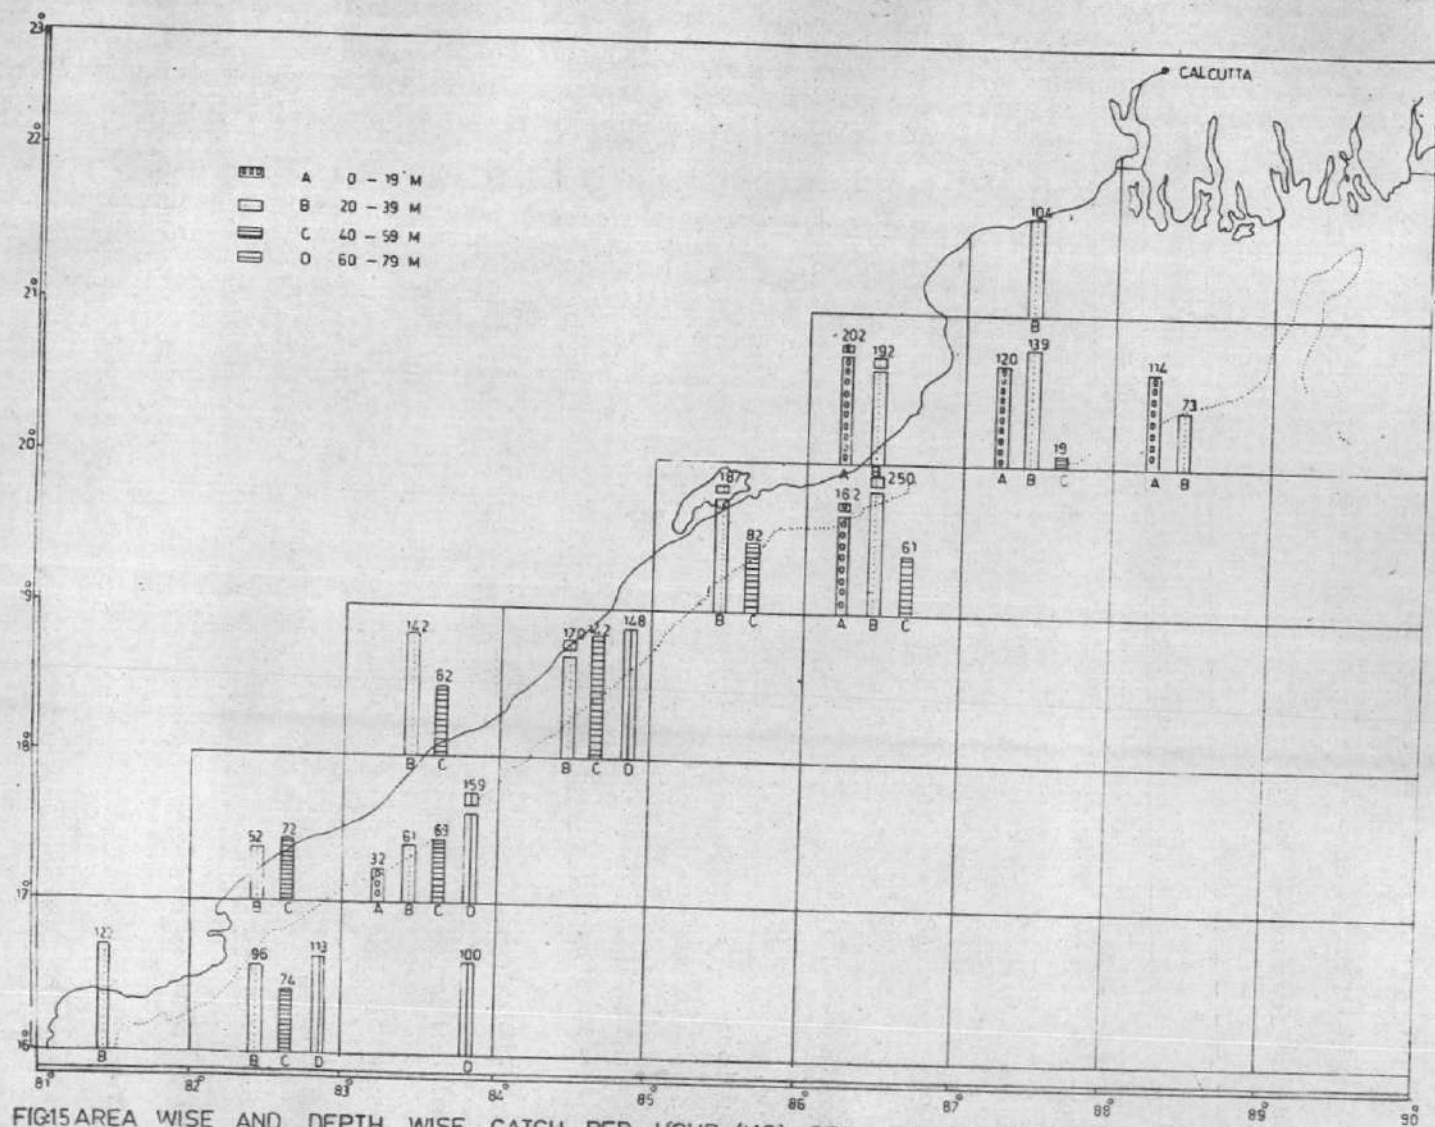 23°
CALCUTTA
22°
A 0 – 19 M
B 20 – 39 M
C 40 – 59 M
D 60 – 79 M
104
21°
B
202
192
120
139
114
73
19
20°
A B
A B C
A B
187
250
162
82
61
19°
B C
A B C
142
170
142
148
62
18°
B C
B C D
159
52
72
61
69
32
17°
B C
A B C D
96
113
100
74
16°
B
B C D
D
81° 82° 83° 84° 85° 86° 87° 88° 89° 90°
FIG:15 AREA WISE AND DEPTH WISE CATCH PER HOUR